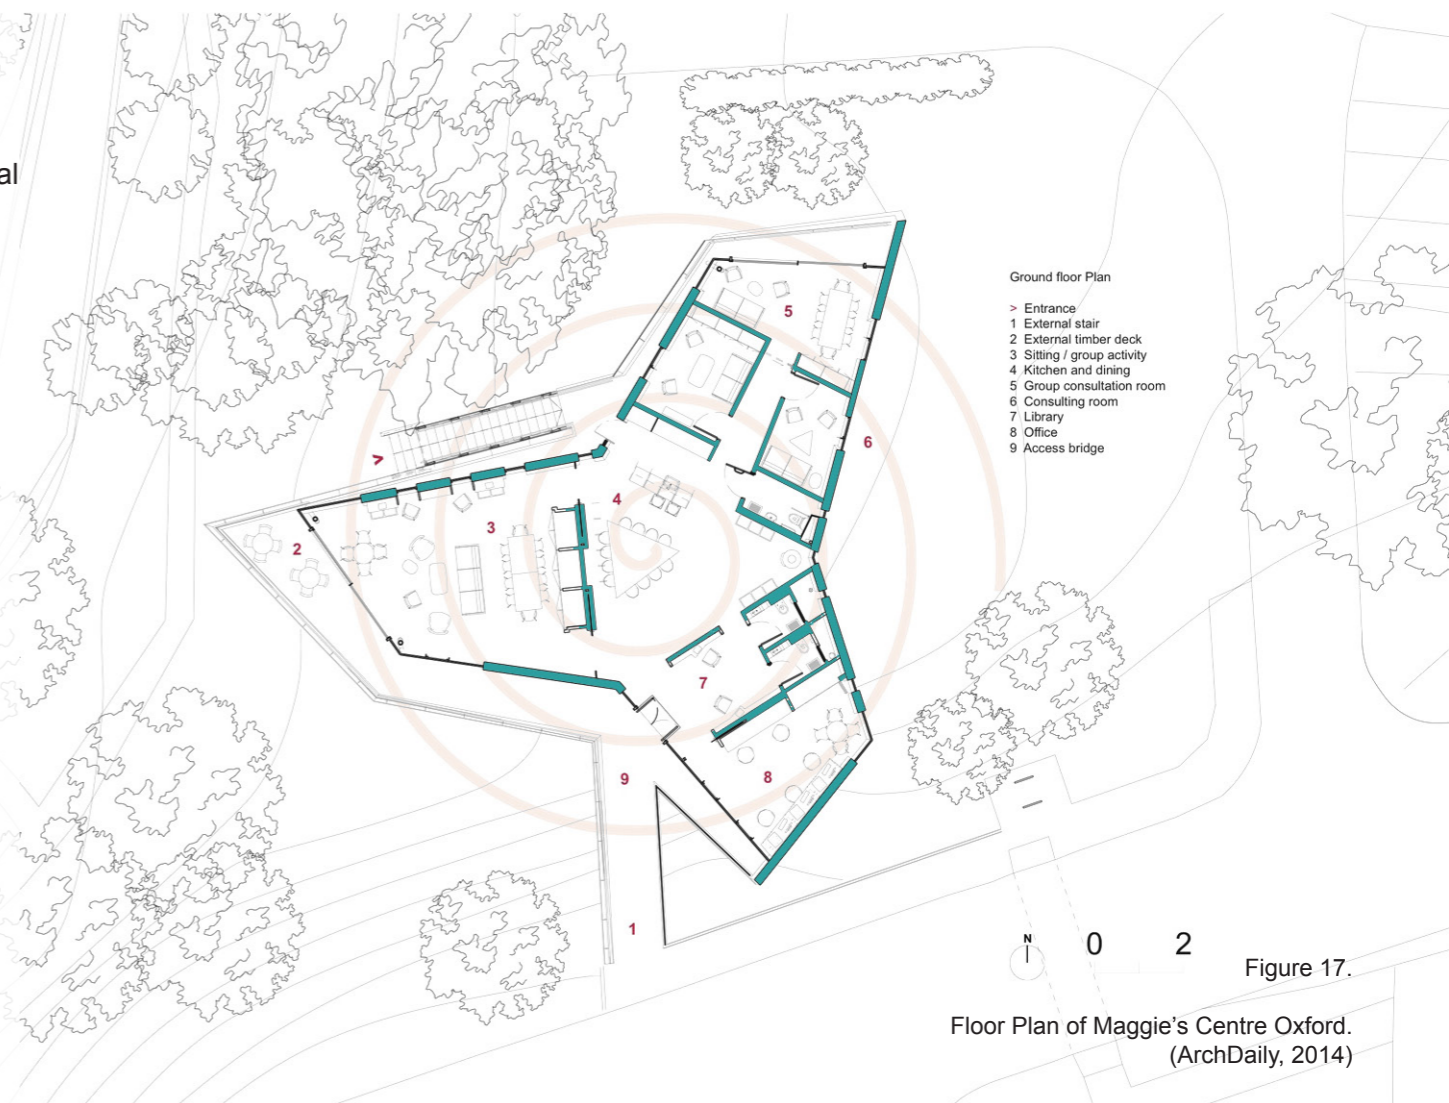 al
Ground floor Plan
> Entrance
1 External stair
2 External timber deck
3 Sitting / group activity
4 Kitchen and dining
5 Group consultation room
6 Consulting room
7 Library
8 Office
9 Access bridge
5
6
>
4
3
2
7
9
8
1
N
0 2
Figure 17.
Floor Plan of Maggie's Centre Oxford.
(ArchDaily, 2014)